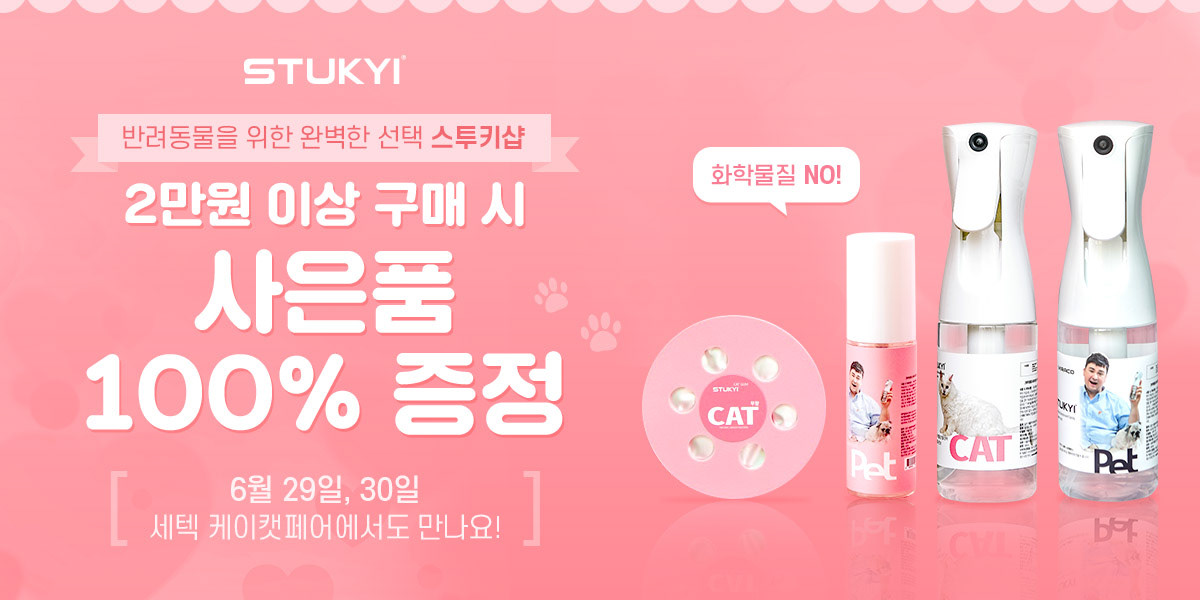 STUKYI
반려동물을 위한 완벽한 선택 스투키샵
2만원 이상 구매 시
사은품
100% 증정
6월 29일, 30일
세텍 케이캣페어에서도 만나요!
화학물질 NO!
STUKYI
CAT
Pet
STUKYI
CAT
STUKYI
Pet